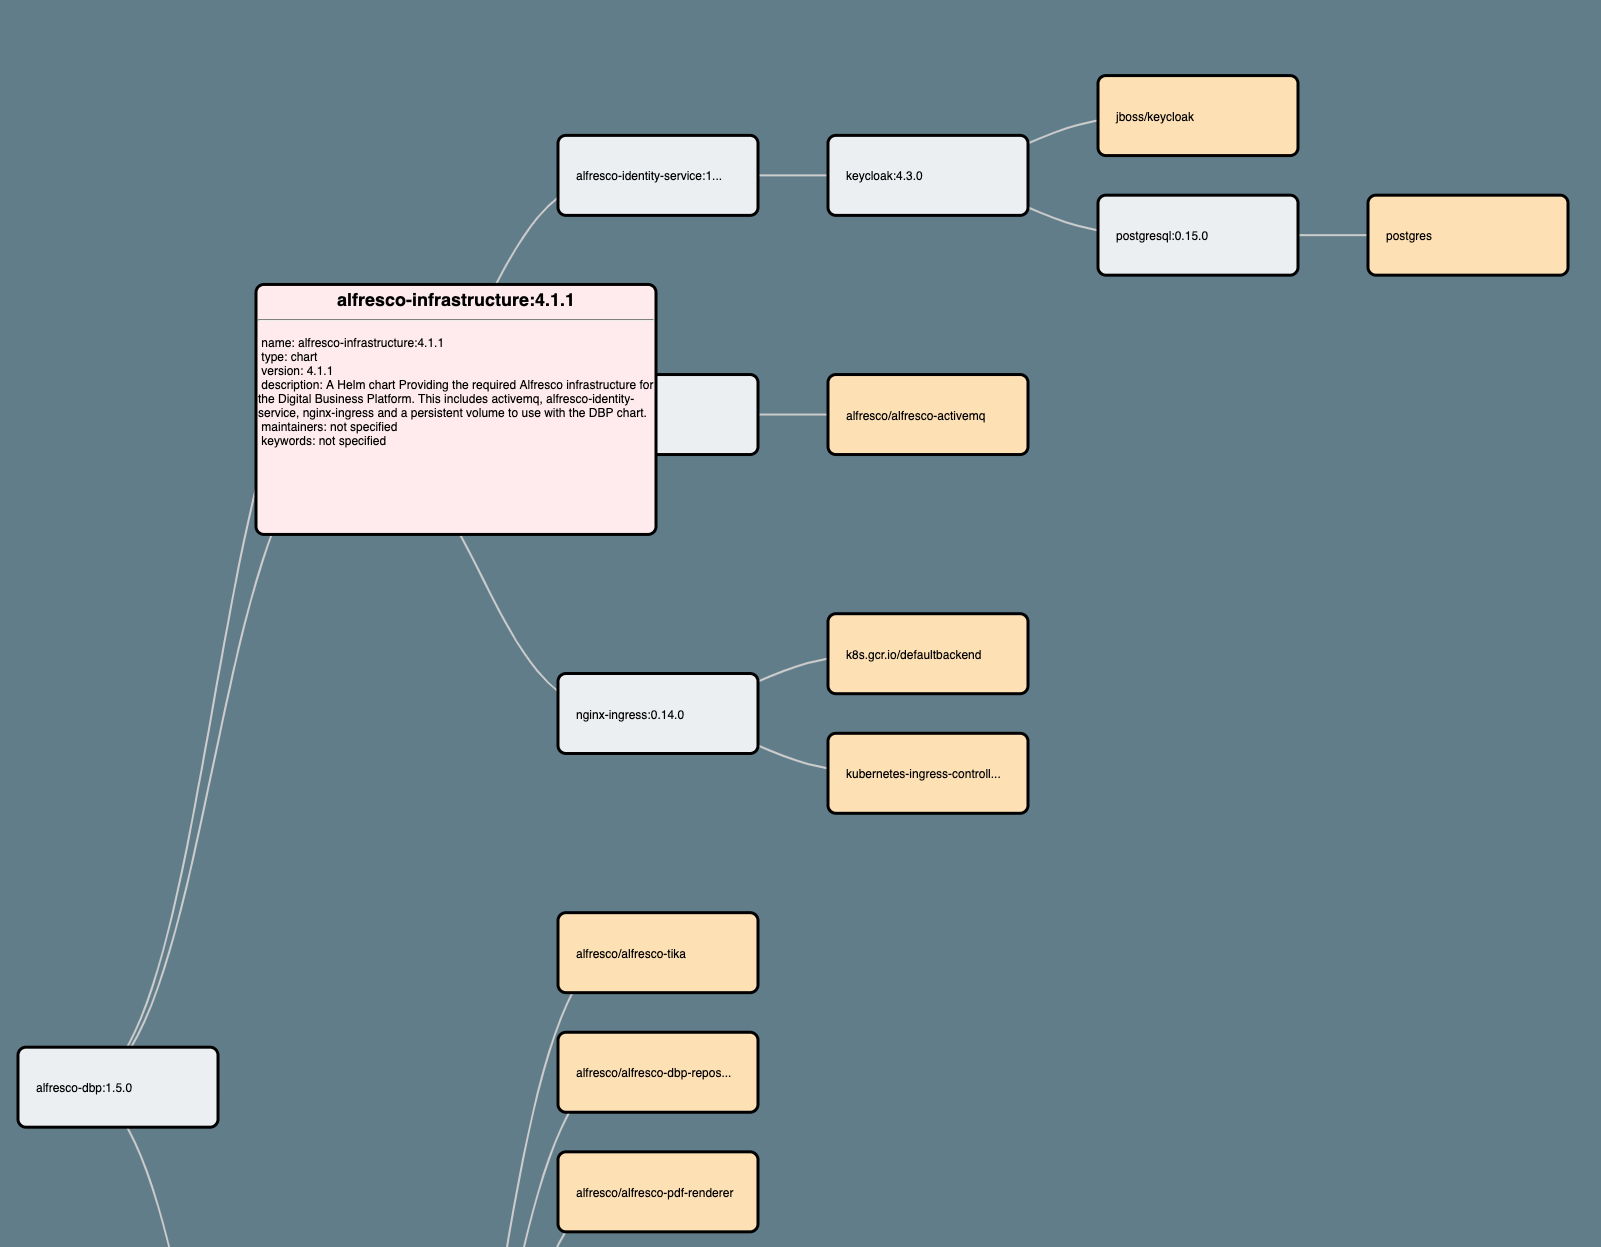 jboss/keycloak
alfresco-identity-service:1...
keycloak:4.3.0
postgresql:0.15.0
postgres
alfresco-infrastructure:4.1.1
name: alfresco-infrastructure:4.1.1
type: chart
version: 4.1.1
description: A Helm chart Providing the required Alfresco infrastructure for
the Digital Business Platform. This includes activemq, alfresco-identity-
service, nginx-ingress and a persistent volume to use with the DBP chart.
maintainers: not specified
keywords: not specified
alfresco/alfresco-activemq
k8s.gcr.io/defaultbackend
nginx-ingress:0.14.0
kubernetes-ingress-controll...
alfresco/alfresco-tika
alfresco/alfresco-dbp-repos...
alfresco-dbp:1.5.0
alfresco/alfresco-pdf-renderer